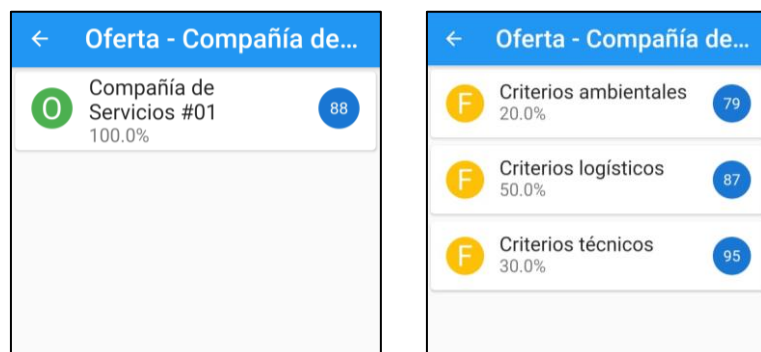 ← Oferta - Compañía de...
O
Compañía de
Servicios #01
100.0%
88
← Oferta - Compañía de...
F
Criterios ambientales
20.0%
79
F
Criterios logísticos
50.0%
87
F
Criterios técnicos
30.0%
95